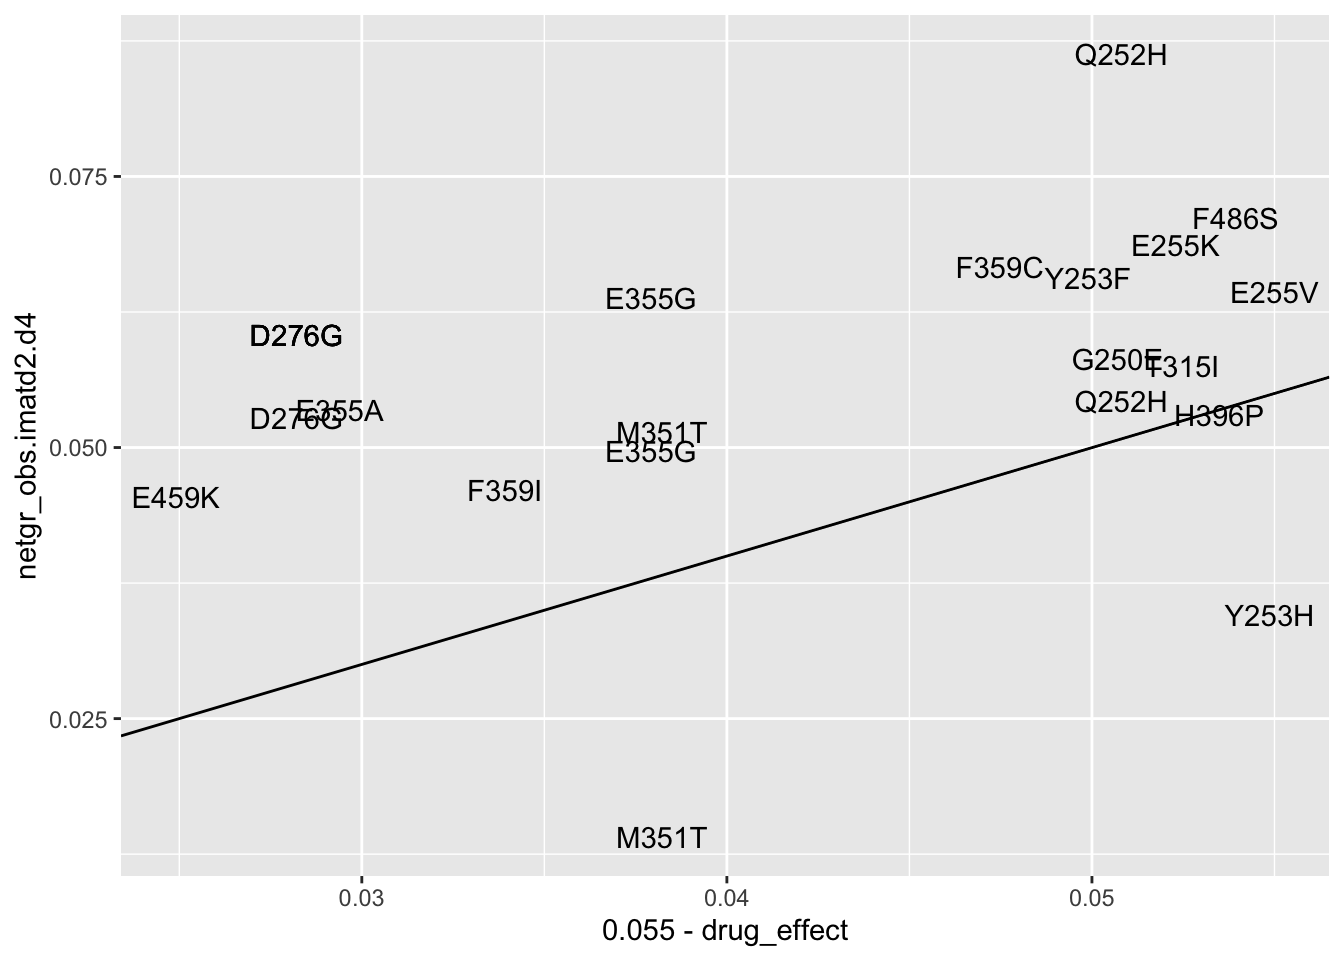 Q252H
0.075
F486S
E255K
F359C
Y253F
E255V
E355G
D276G
G250E
T315I
E355A
D276G
Q252H
H396P
M351T
0.050
E355G
F359I
E459K
netgr_obs.imatd2.d4
Y253H
0.025
M351T
0.03
0.04
0.05
0.055 - drug_effect